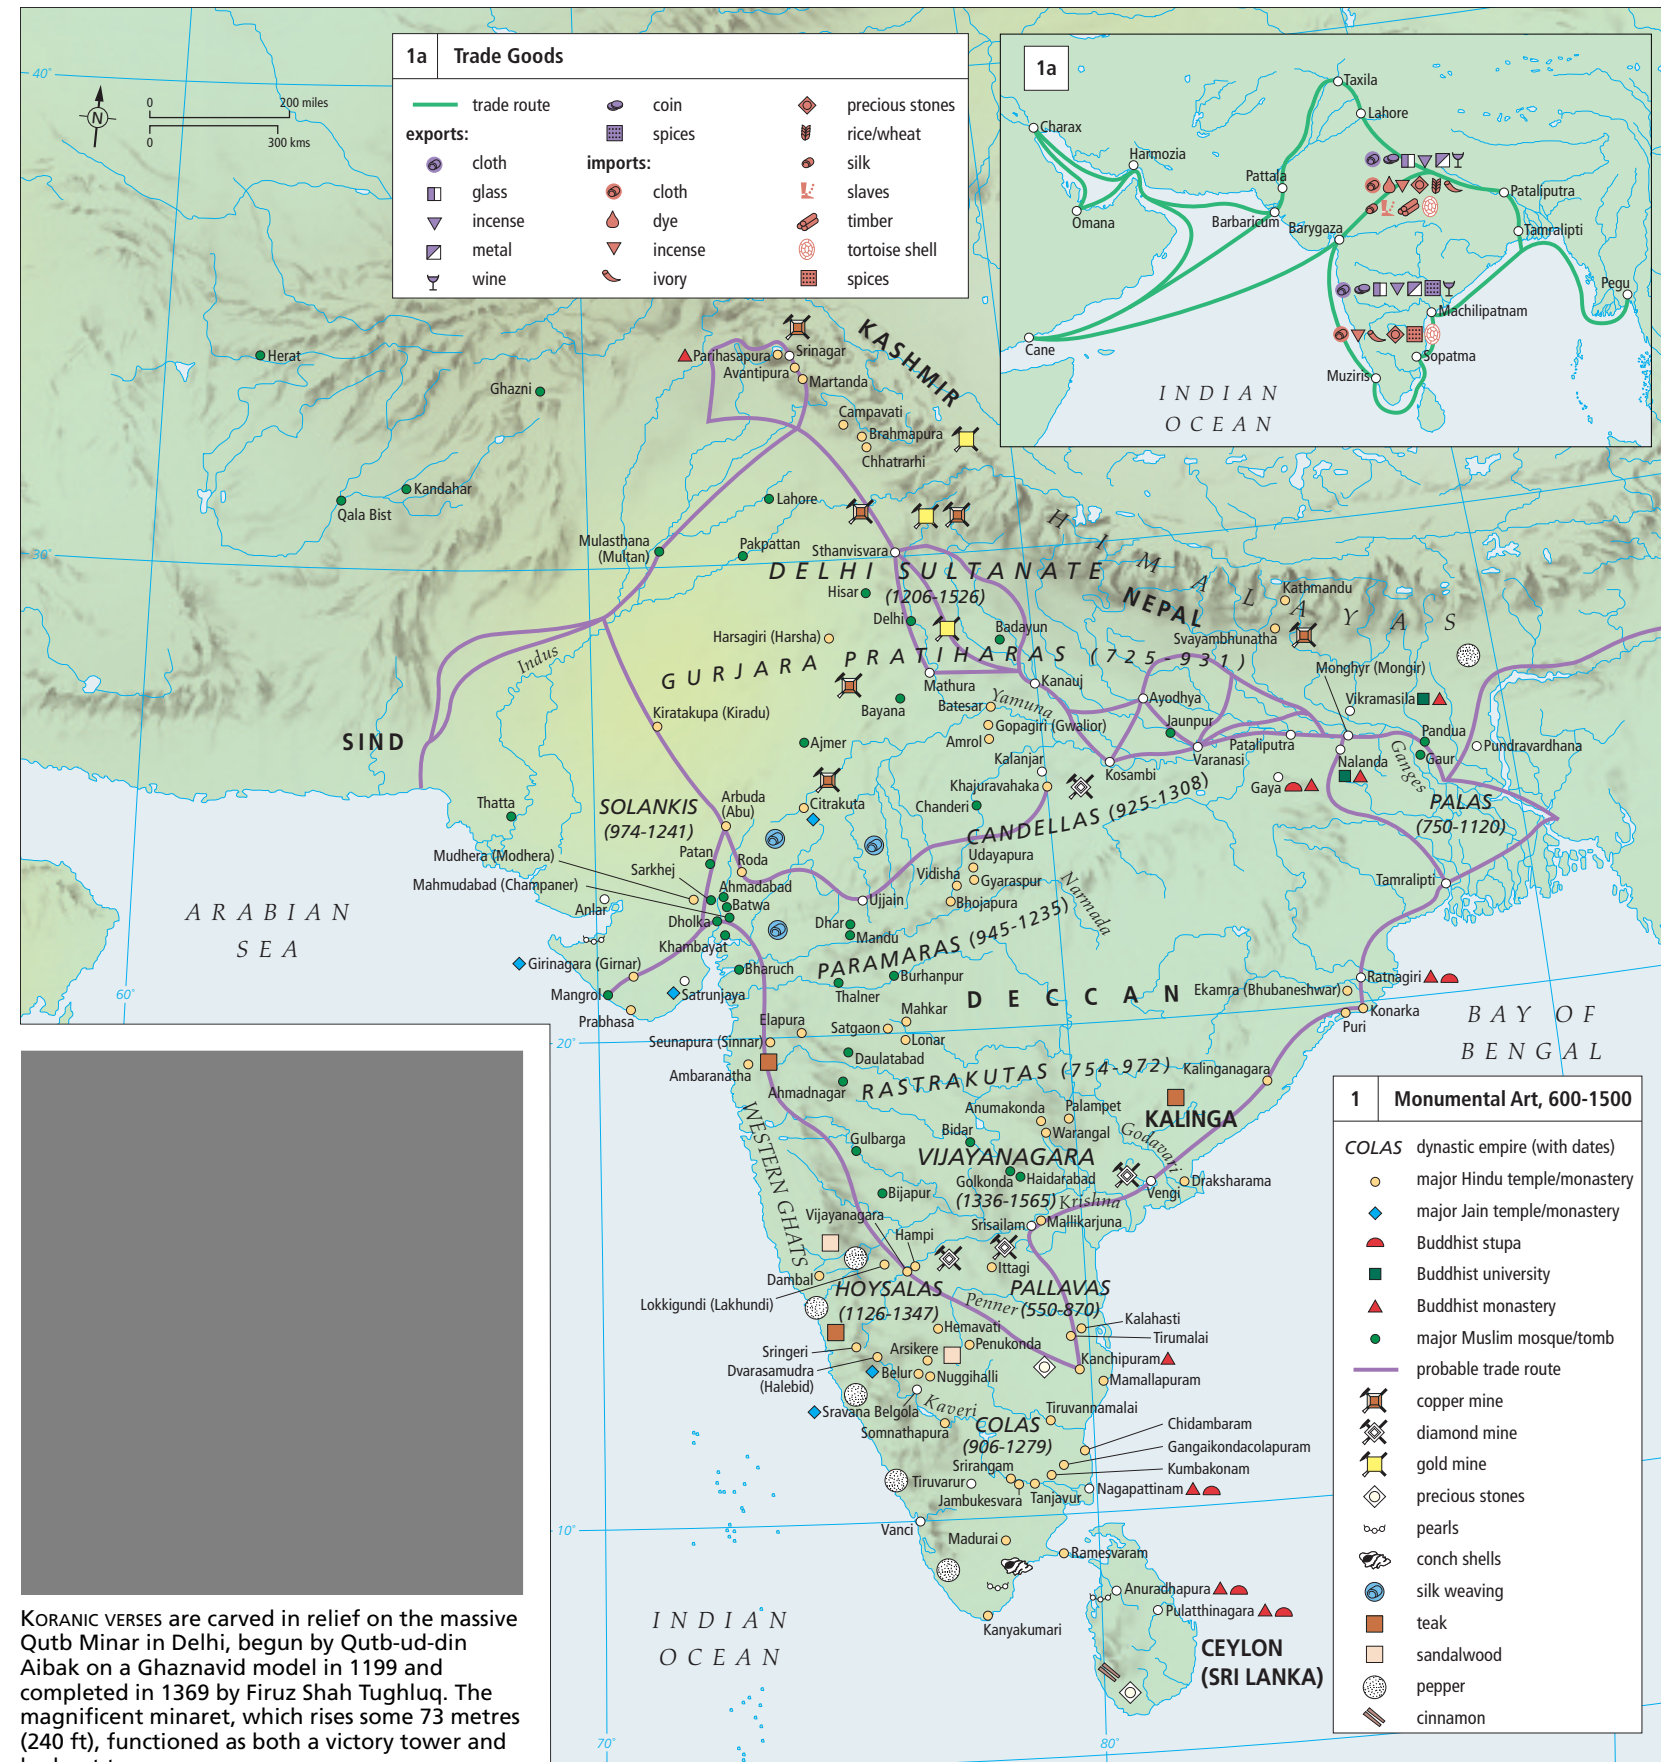 1a Trade Goods
trade route
exports:
cloth
glass
incense
metal
wine
coin
spices
imports:
cloth
dye
incense
ivory
precious stones
rice/wheat
silk
slaves
timber
tortoise shell
spices
1a
Taxila
Lahore
Charax
Harmozia
Pattala
Omana
Barbaricum
Barygaza
Pataliputra
Tamralipti
Pegu
Machilipatnam
Sopatma
Cane
Muziris
INDIAN
OCEAN
40°
N
0 200 miles
0 300 kms
KASHMIR
Herat
Ghazni
Parihasapura
Srinagar
Avantipura
Martanda
Campavati
Brahmapura
Chhatrarhi
Kandahar
Qala Bist
Lahore
30°
Mulasthana
(Multan)
Pakpattan
Sthanvisvara
DELHI SULTANATE
(1206-1526)
Hisar
Delhi
HIMALAYAS
NEPAL
Kathmandu
Svayambhunatha
Badayun
Harsagiri (Harsha)
Indus
GURJARA PRATIHARAS (725-931)
Monghyr (Mongir)
Mathura
Kanauj
Yamuna
Ayodhya
Vikramasila
Bayana
Batesar
Kiratakupa (Kiradu)
Gopagiri (Gwalior)
Jaunpur
Pandua
SIND
Ajmer
Amrol
Pataliputra
Pundravardhana
Kalanjar
Varanasi
Nalanda
Ganges
Gaur
Kosambi
Khajuravahaka
Gaya
Thatta
SOLANKIS
(974-1241)
Arbuda
(Abu)
Citrakuta
Chanderi
CANDELLAS (925-1308)
PALAS
(750-1120)
Mudhera (Modhera)
Patan
Roda
Udayapura
Sarkhej
Vidisha
Gyaraspur
Mahmudabad (Champaner)
Ahmadabad
Batwa
Ujjain
Bhojapura
Narmada
Tamralipti
ARABIAN
SEA
Anlar
Dholka
Dhar
Mandu
Khambayat
PARAMARAS (945-1235)
Girinagara (Girnar)
Bharuch
Burhanpur
Ratnagiri
60°
Mangrol
Satrunjaya
Thalner
DECCAN
Ekamra (Bhubaneshwar)
Prabhasa
Elapura
Mahkar
Konarka
Puri
BAY OF
BENGAL
Satgaon
Lonar
20°
Seunapura (Sinnar)
Daulatabad
Ambaranatha
Ahmadnagar
RASTRAKUTAS (754-972)
Kalinganagara
KALINGA
WESTERN GHATS
Anumakonda
Palampet
Warangal
Godavari
Gulbarga
Bidar
VIJAYANAGARA
(1336-1565)
Golkonda
Haidarabad
Bijapur
Krishna
Vengi
Draksharama
Vijayanagara
Srisailam
Mallikarjuna
Hampi
Dambal
Ittagi
Lokkigundi (Lakhundi)
HOYSALAS
(1126-1347)
PALLAVAS
(550-870)
Penner
Hemavati
Kalahasti
Tirumalai
Sringeri
Arsikere
Penukonda
Dvarasamudra
(Halebid)
Belur
Nuggihalli
Kanchipuram
Mamallapuram
Sravana Belgola
Kaveri
Somnathapura
COLAS
(906-1279)
Tiruvannamalai
Chidambaram
Gangaikondacolapuram
Kumbakonam
Srirangam
Tiruvarur
Jambukesvara
Tanjavur
Nagapattinam
10°
Vanci
Madurai
Ramesvaram
Anuradhapura
Pulatthinagara
Kanyakumari
INDIAN
OCEAN
CEYLON
(SRI LANKA)
70°
80°
1 Monumental Art, 600-1500
COLAS dynastic empire (with dates)
major Hindu temple/monastery
major Jain temple/monastery
Buddhist stupa
Buddhist university
Buddhist monastery
major Muslim mosque/tomb
probable trade route
copper mine
diamond mine
gold mine
precious stones
pearls
conch shells
silk weaving
teak
sandalwood
pepper
cinnamon
KORANIC VERSES are carved in relief on the massive
Qutb Minar in Delhi, begun by Qutb-ud-din
Aibak on a Ghaznavid model in 1199 and
completed in 1369 by Firuz Shah Tughluq. The
magnificent minaret, which rises some 73 metres
(240 ft), functioned as both a victory tower and